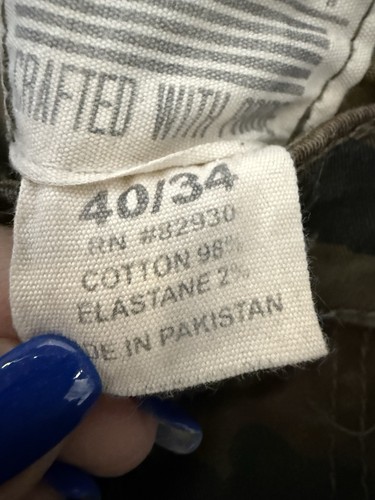 CRAFTED WITH
40/34
RN #82930
COTTON 98%
ELASTANE 2%
DE IN PAKISTAN